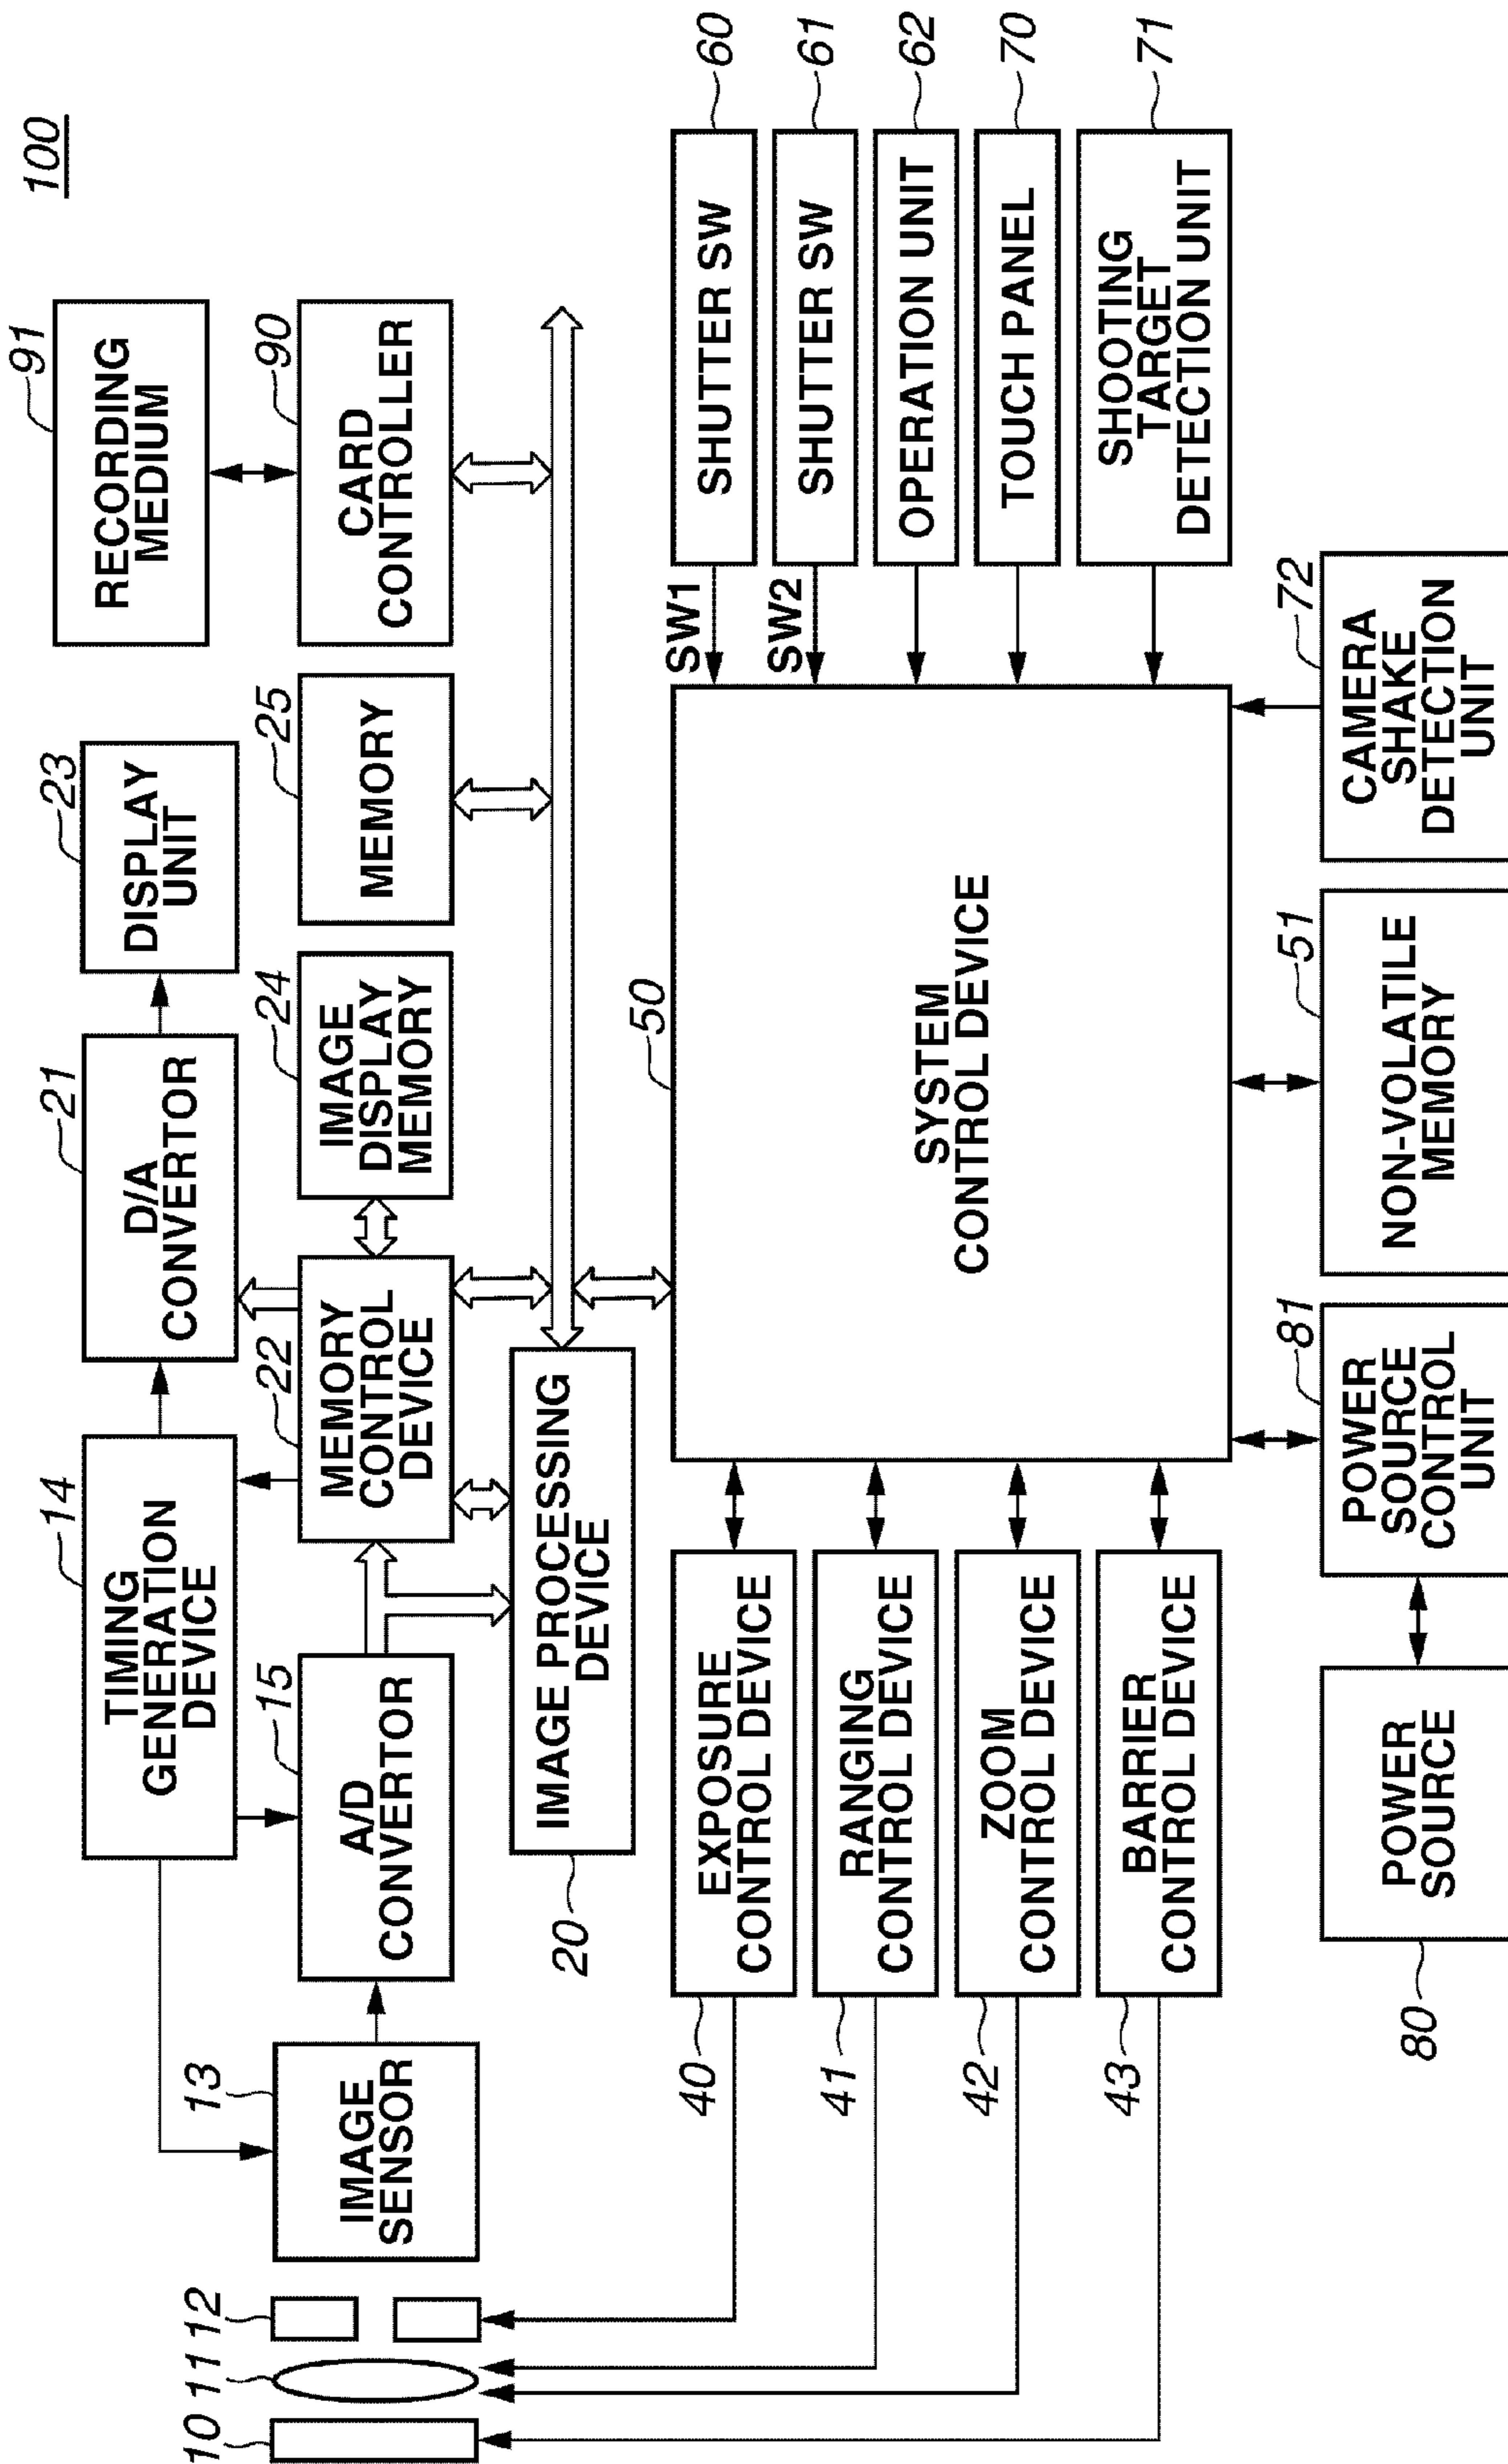 100
91
RECORDING
MEDIUM
23
DISPLAY
UNIT
21
D/A
CONVERTOR
14
TIMING
GENERATION
DEVICE
90
CARD
CONTROLLER
25
MEMORY
24
IMAGE
DISPLAY
MEMORY
22
MEMORY
CONTROL
DEVICE
15
A/D
CONVERTOR
13
IMAGE
SENSOR
12
11
10
IMAGE PROCESSING
DEVICE
20
50
SYSTEM
CONTROL DEVICE
EXPOSURE
CONTROL DEVICE
40
RANGING
CONTROL DEVICE
41
ZOOM
CONTROL DEVICE
42
BARRIER
CONTROL DEVICE
43
SW1
SHUTTER SW
60
SW2
SHUTTER SW
61
OPERATION UNIT
62
TOUCH PANEL
70
SHOOTING
TARGET
DETECTION UNIT
71
POWER
SOURCE
80
81
POWER
SOURCE
CONTROL
UNIT
51
NON-VOLATILE
MEMORY
72
CAMERA
SHAKE
DETECTION
UNIT